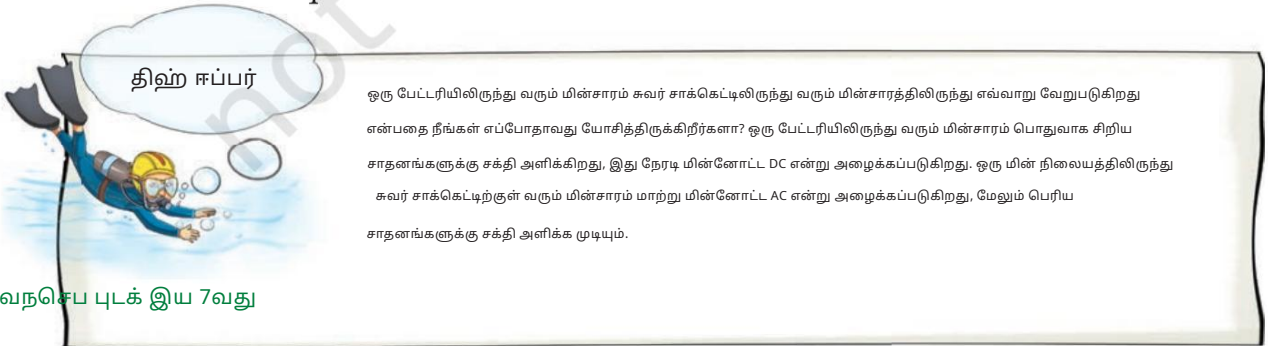 திஹ் ஈப்பர்
ஒரு பேட்டரியிலிருந்து வரும் மின்சாரம் சுவர் சாக்கெட்டிலிருந்து வரும் மின்சாரத்திலிருந்து எவ்வாறு வேறுபடுகிறது
என்பதை நீங்கள் எப்போதாவது யோசித்திருக்கிறீர்களா? ஒரு பேட்டரியிலிருந்து வரும் மின்சாரம் பொதுவாக சிறிய
சாதனங்களுக்கு சக்தி அளிக்கிறது, இது நேரடி மின்னோட்ட DC என்று அழைக்கப்படுகிறது. ஒரு மின் நிலையத்திலிருந்து
சுவர் சாக்கெட்டிற்குள் வரும் மின்சாரம் மாற்று மின்னோட்ட AC என்று அழைக்கப்படுகிறது, மேலும் பெரிய
சாதனங்களுக்கு சக்தி அளிக்க முடியும்.
வநசெப புடக் இய 7வது
not